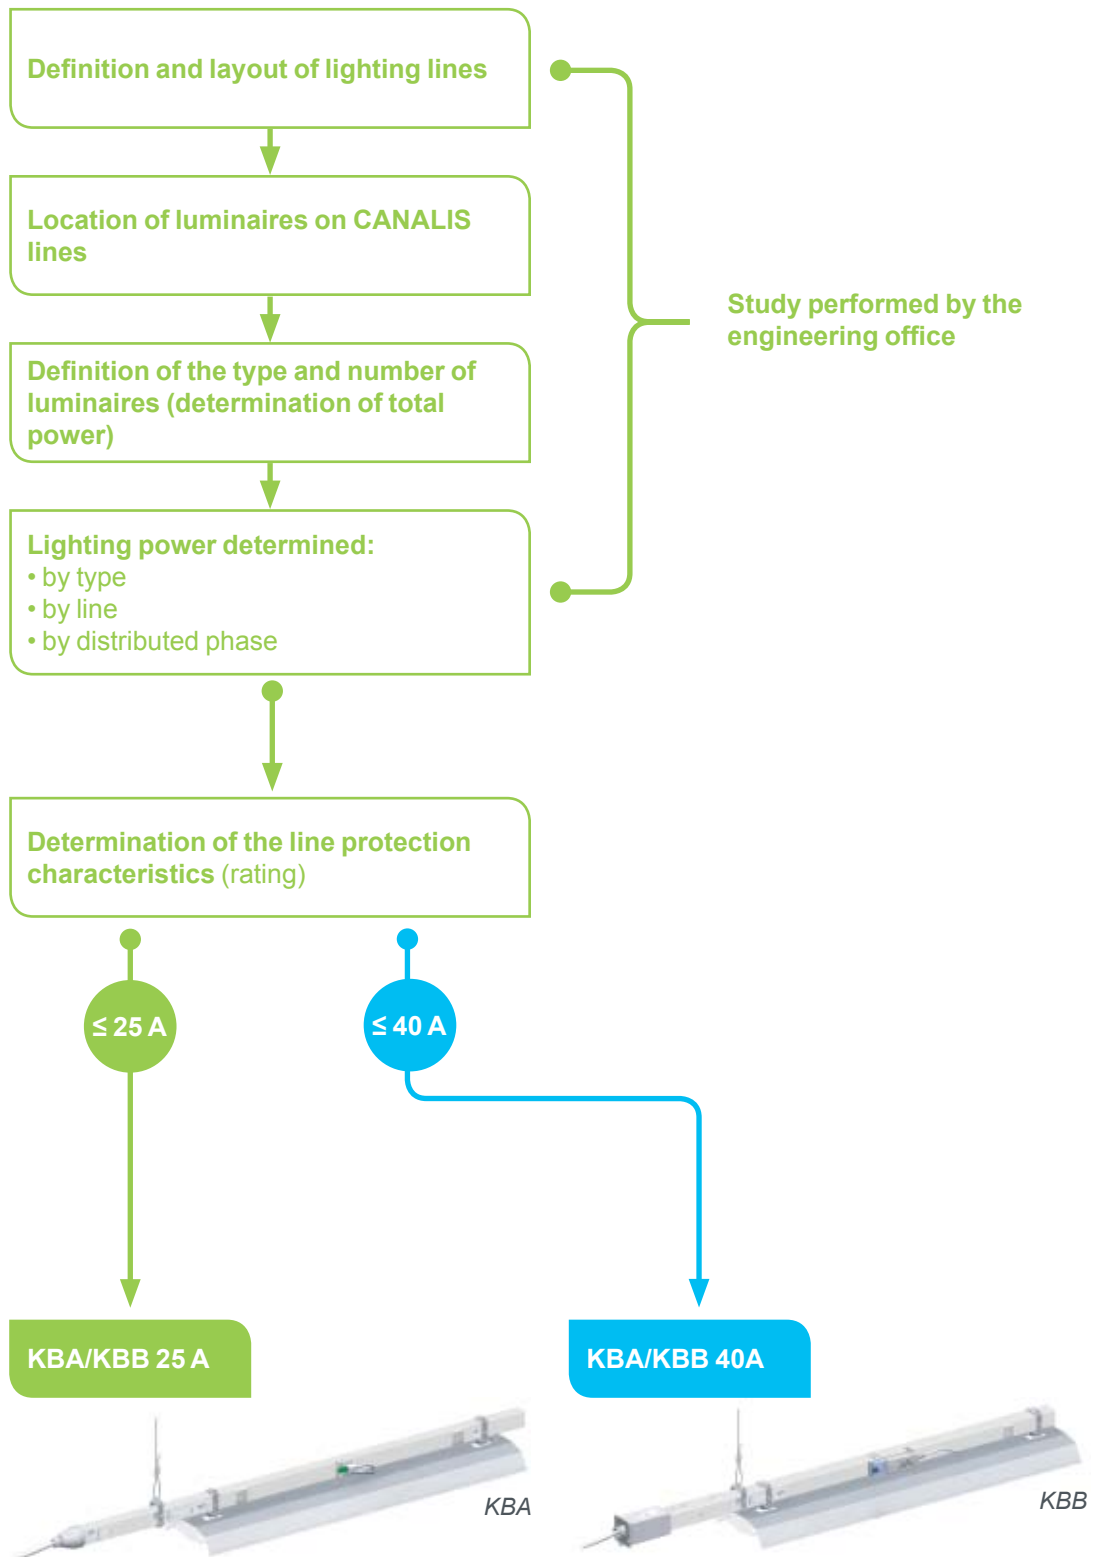 Definition and layout of lighting lines
Location of luminaires on CANALIS
lines
Definition of the type and number of
luminaires (determination of total
power)
Lighting power determined:
• by type
• by line
• by distributed phase
Study performed by the
engineering office
Determination of the line protection
characteristics (rating)
≤ 25 A
≤ 40 A
KBA/KBB 25 A
KBA/KBB 40A
KBA
KBB